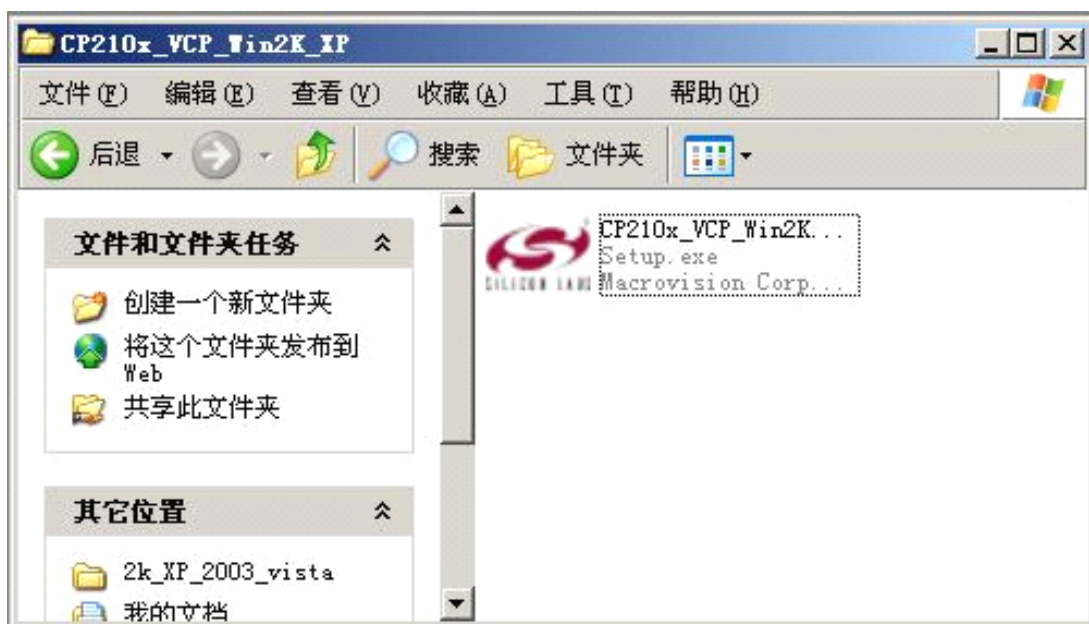 CP210x_VCP_Win2K_XP
文件(F) 编辑(E) 查看(V) 收藏(A) 工具(T) 帮助(H)
后退 搜索 文件夹
文件和文件夹任务
创建一个新文件夹
将这个文件夹发布到
Web
共享此文件夹
其它位置
2k_XP_2003_vista
我的文档
SILICON LABS
CP210x_VCP_Win2K...
Setup.exe
Macrovision Corp...